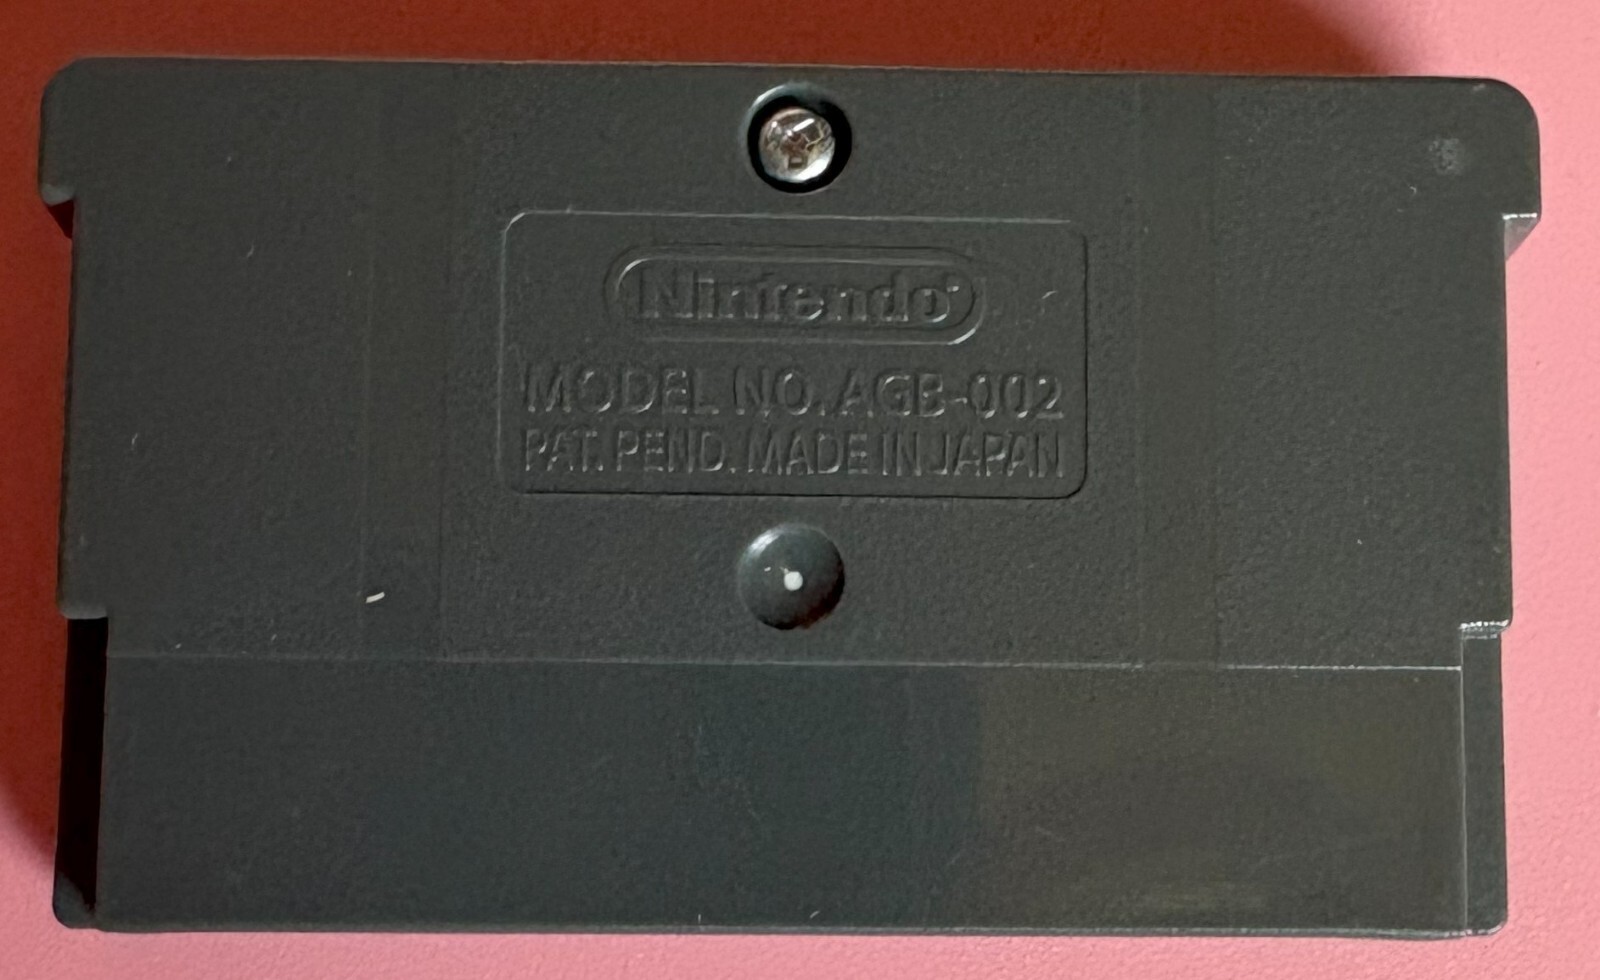 Nintendo
MODEL NO. AGB-002
PAT. PEND. MADE IN JAPAN